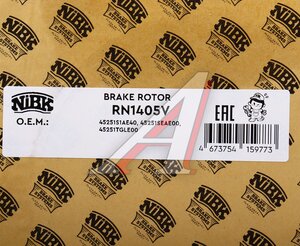 NiBK
BRAKE ROTOR
RN1405V
O.E.M.:
45251S1AE40, 45251SEAE00,
45251TGLE00
EAC
4 673754 159773